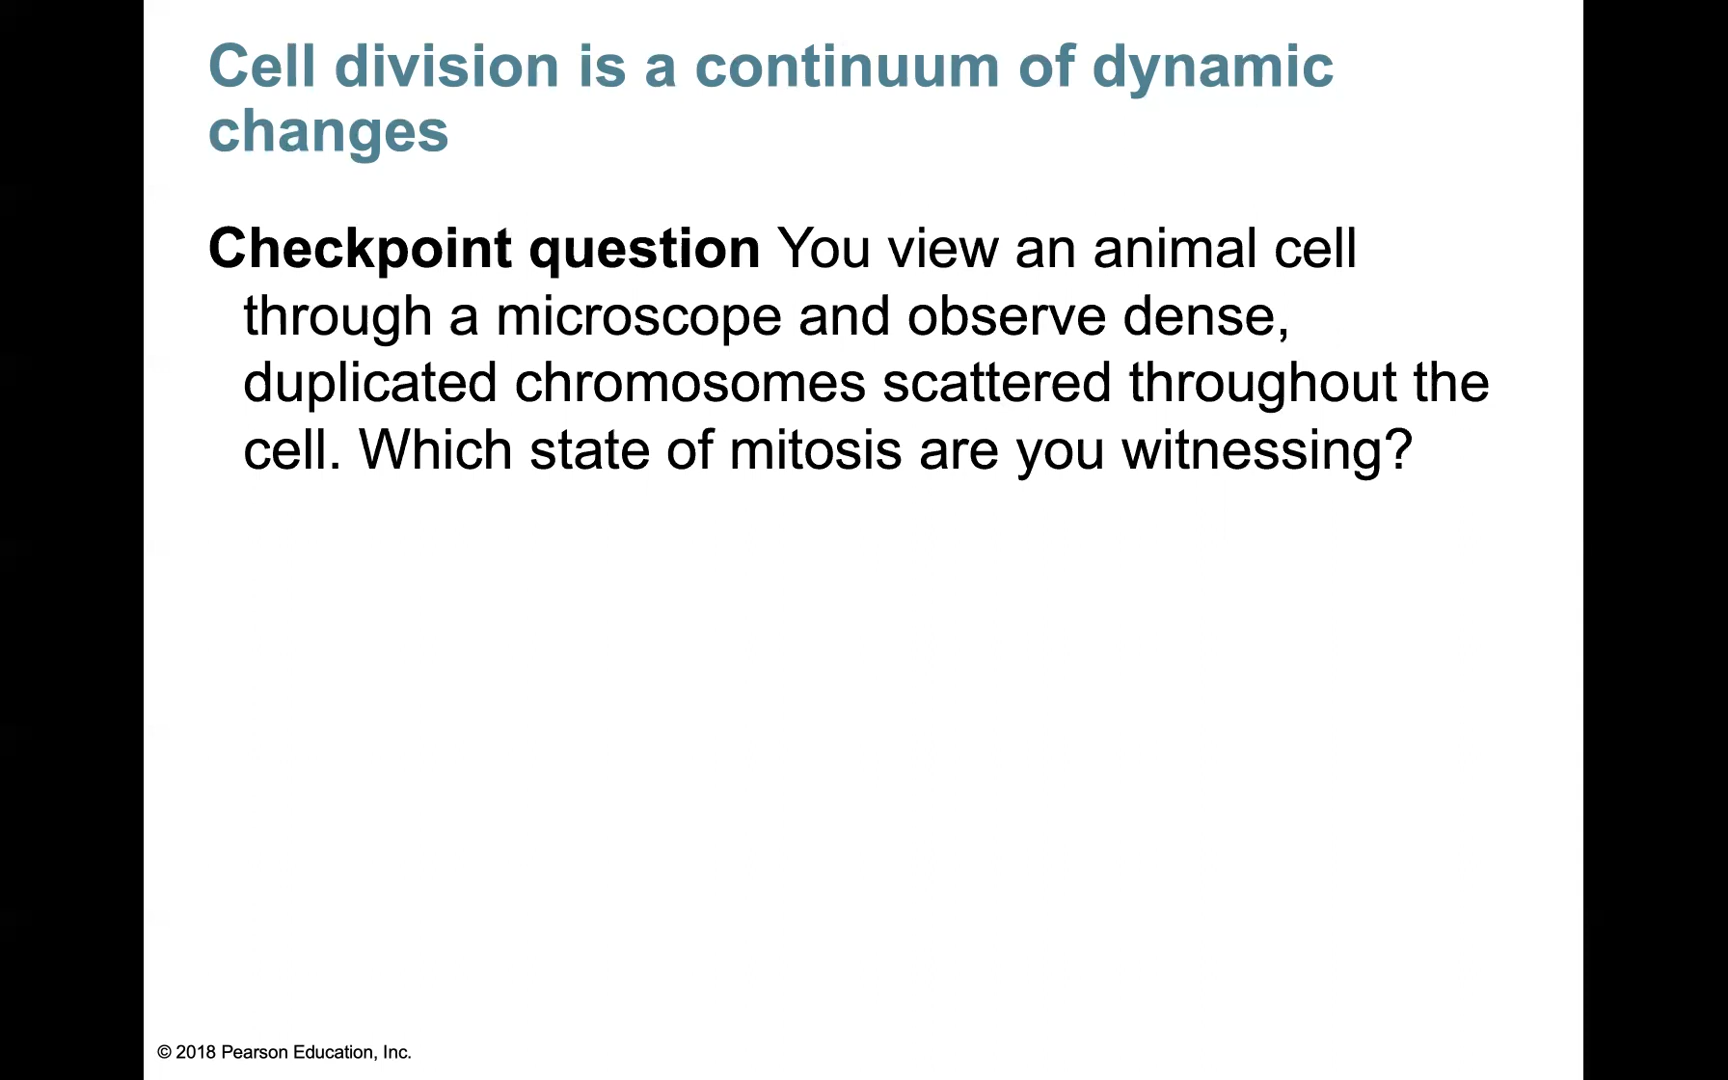 Cell division is a continuum of dynamic
changes
Checkpoint question You view an animal cell
through a microscope and observe dense,
duplicated chromosomes scattered throughout the
cell. Which state of mitosis are you witnessing?
© 2018 Pearson Education, Inc.